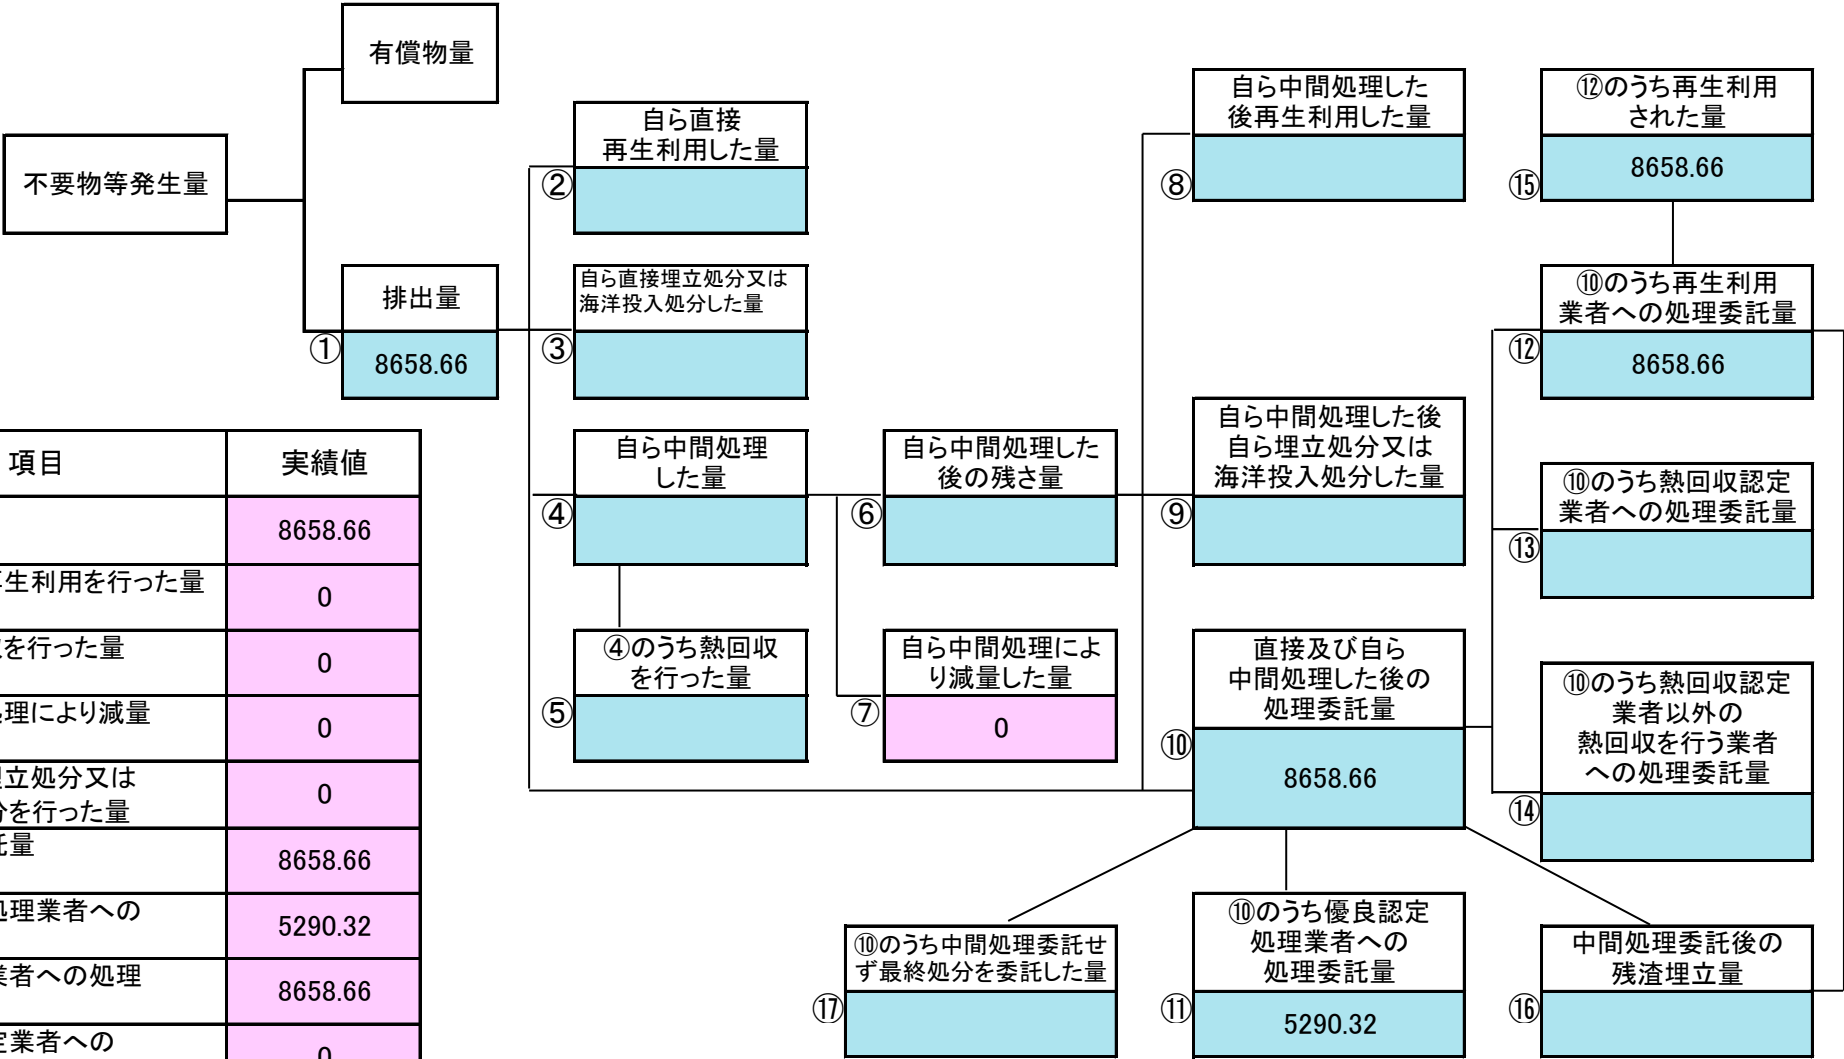 有償物量
不要物等発生量
排出量
①
8658.66
自ら直接
再生利用した量
②
自ら直接埋立処分又は
海洋投入処分した量
③
自ら中間処理
した量
④
④のうち熱回収
を行った量
⑤
自ら中間処理した
後の残さ量
⑥
自ら中間処理によ
り減量した量
⑦
0
自ら中間処理した
後再生利用した量
⑧
自ら中間処理した後
自ら埋立処分又は
海洋投入処分した量
⑨
直接及び自ら
中間処理した後の
処理委託量
⑩
8658.66
⑫のうち再生利用
された量
⑮
8658.66
⑩のうち再生利用
業者への処理委託量
⑫
8658.66
⑩のうち熱回収認定
業者への処理委託量
⑬
⑩のうち熱回収認定
業者以外の
熱回収を行う業者
への処理委託量
⑭
⑩のうち中間処理委託せ
ず最終処分を委託した量
⑰
⑩のうち優良認定
処理業者への
処理委託量
⑪
5290.32
中間処理委託後の
残渣埋立量
⑯
項目 実績値
8658.66
生利用を行った量
0
を行った量
0
理により減量
0
立処分又は
を行った量
0
量
8658.66
処理業者への
5290.32
業者への処理
8658.66
業者への
0